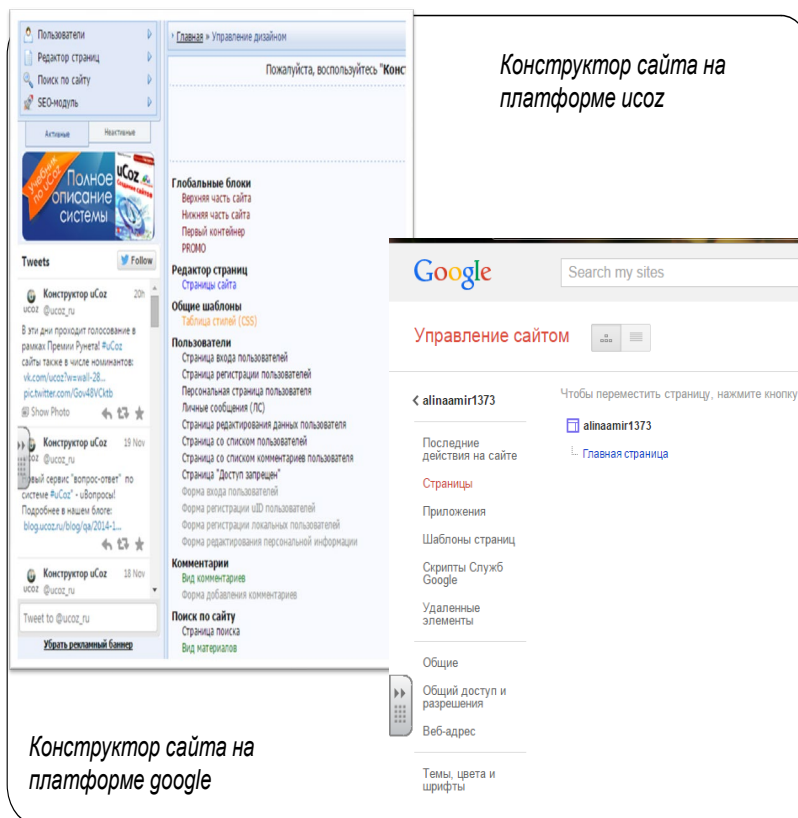 Пользователи
Редактор страниц
Поиск по сайту
SEO-модуль
Активные
Неактивные
Учебник по uCoz
Полное
описание
системы
uCoz
Tweets
Follow
Конструктор uCoz 20h
ucoz @ucoz_ru
В эти дни проходит голосование в
рамках Премии Рунета! #uCoz
сайты также в числе номинантов:
vk.com/ucoz?w=wall-28...
pic.twitter.com/Gov48VCktb
Show Photo
Конструктор uCoz 19 Nov
oz @ucoz_ru
овый сервис "вопрос-ответ" по
системе #uCoz" - uВопросы!
Подробнее в нашем блоге:
blog.ucoz.ru/blog/qa/2014-1...
Конструктор uCoz 18 Nov
ucoz @ucoz_ru
Tweet to @ucoz_ru
Убрать рекламный баннер
Главная » Управление дизайном
Пожалуйста, воспользуйтесь "Конс
Глобальные блоки
Верхняя часть сайта
Нижняя часть сайта
Первый контейнер
PROMO
Редактор страниц
Страницы сайта
Общие шаблоны
Таблица стилей (CSS)
Пользователи
Страница входа пользователей
Страница регистрации пользователей
Персональная страница пользователя
Личные сообщения (ЛС)
Страница редактирования данных пользователя
Страница со списком пользователей
Страница со списком комментариев пользователя
Страница "Доступ запрещен"
Форма входа пользователей
Форма регистрации uID пользователей
Форма регистрации локальных пользователей
Форма редактирования персональной информации
Комментарии
Вид комментариев
Форма добавления комментариев
Поиск по сайту
Страница поиска
Вид материалов
Конструктор сайта на
платформе ucoz
Google
Search my sites
Управление сайтом
alinaamir1373
Последние
действия на сайте
Страницы
Приложения
Шаблоны страниц
Скрипты Служб
Google
Удаленные
элементы
Общие
Общий доступ и
разрешения
Веб-адрес
Темы, цвета и
шрифты
Чтобы переместить страницу, нажмите кнопку
alinaamir1373
Главная страница
Конструктор сайта на
платформе google